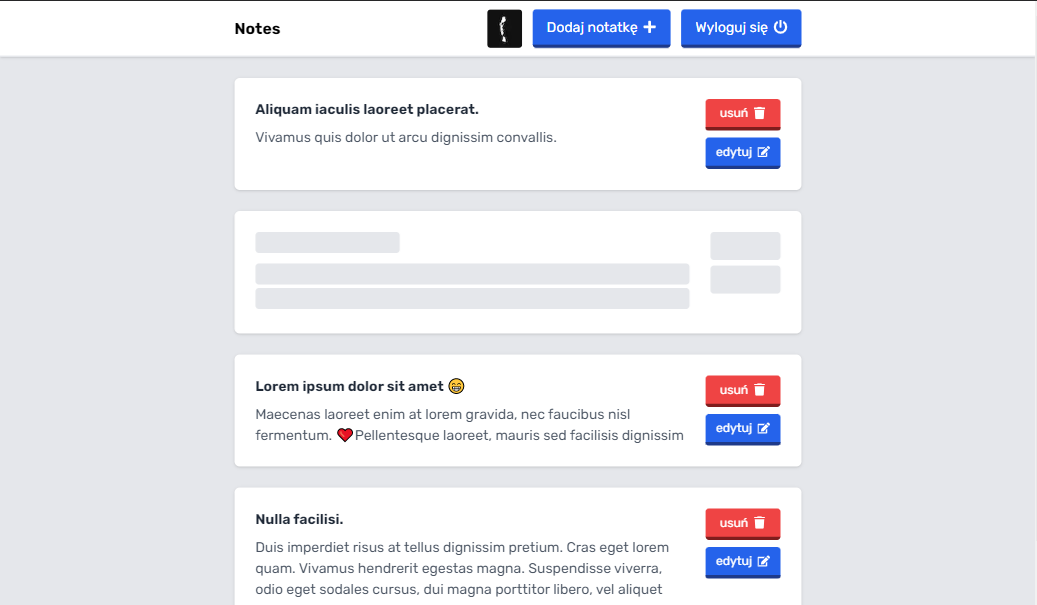 Notes
Dodaj notatkę
Wyloguj się
Aliquam iaculis laoreet placerat.
usuń
Vivamus quis dolor ut arcu dignissim convallis.
edytuj
Lorem ipsum dolor sit amet 😁
usuń
Maecenas laoreet enim at lorem gravida, nec faucibus nisl
fermentum. ❤️Pellentesque laoreet, mauris sed facilisis dignissim
edytuj
Nulla facilisi.
usuń
Duis imperdiet risus at tellus dignissim pretium. Cras eget lorem
quam. Vivamus hendrerit egestas magna. Suspendisse viverra,
edytuj
odio eget sodales cursus, dui magna porttitor libero, vel aliquet